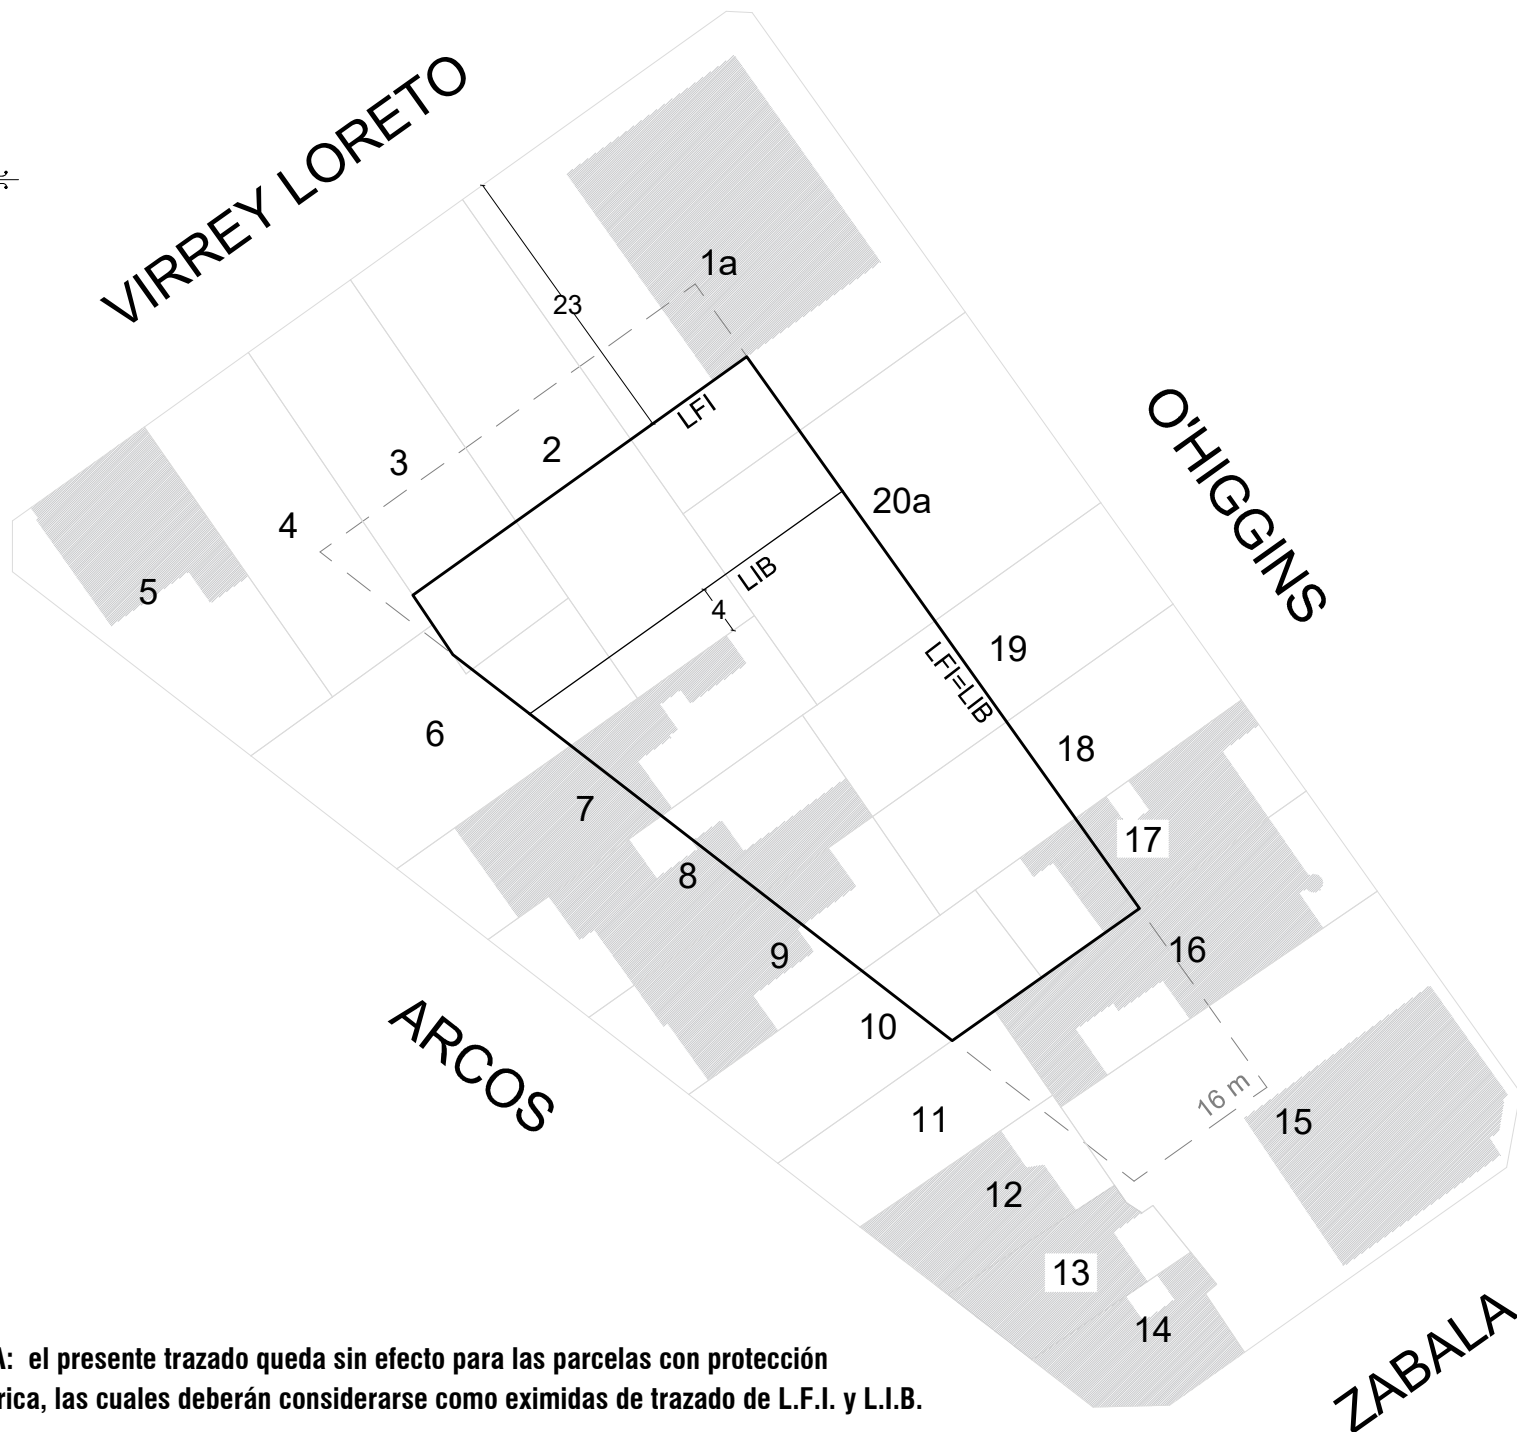 VIRREY LORETO
1a
23
LFI
O'HIGGINS
2
3
20a
4
LIB
5
4
19
LFI=LIB
6
18
7
17
8
16
9
ARCOS
10
16 m
11
15
12
13
14
ZABALA
el presente trazado queda sin efecto para las parcelas con protección
las cuales deberán considerarse como eximidas de trazado de L.F.I. y L.I.B.